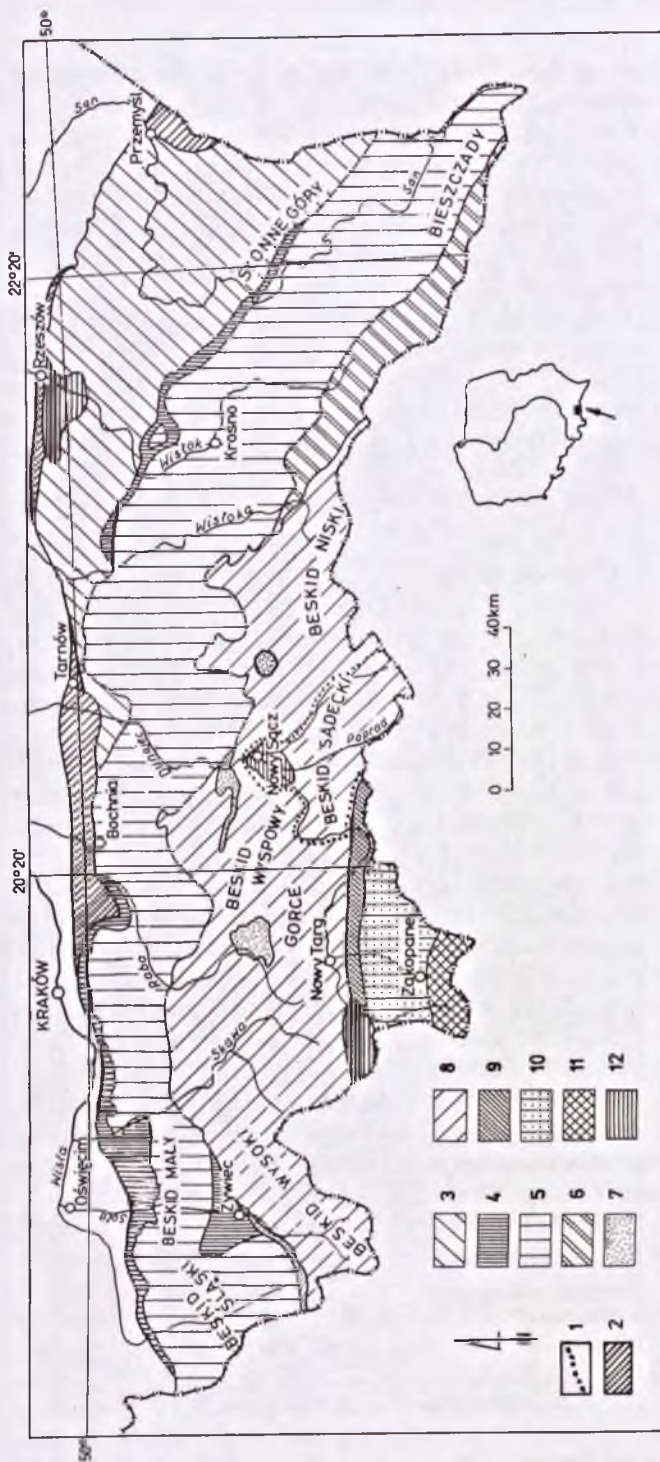 20°20'
22°20'
50°
50°
KRAKÓW
Oświęcim
Wisła
Soła
BESKID MAŁY
BESKID ŚLĄSKI
Żywiec
BESKID WYSOKI
Skawa
Raba
Bochnia
Tarnów
Dunajec
BESKID WYSPOWY
GORCE
Nowy Targ
Zakopane
Nowy Sącz
BESKID SĄDECKI
Poprad
BESKID NISKI
Wisłoka
Wisłok
Krosno
Rzeszów
San
Przemyśl
SŁONNE GÓRY
San
BIESZCZADY
0 10 20 30 40km
1
2
3
4
5
6
7
8
9
10
11
12